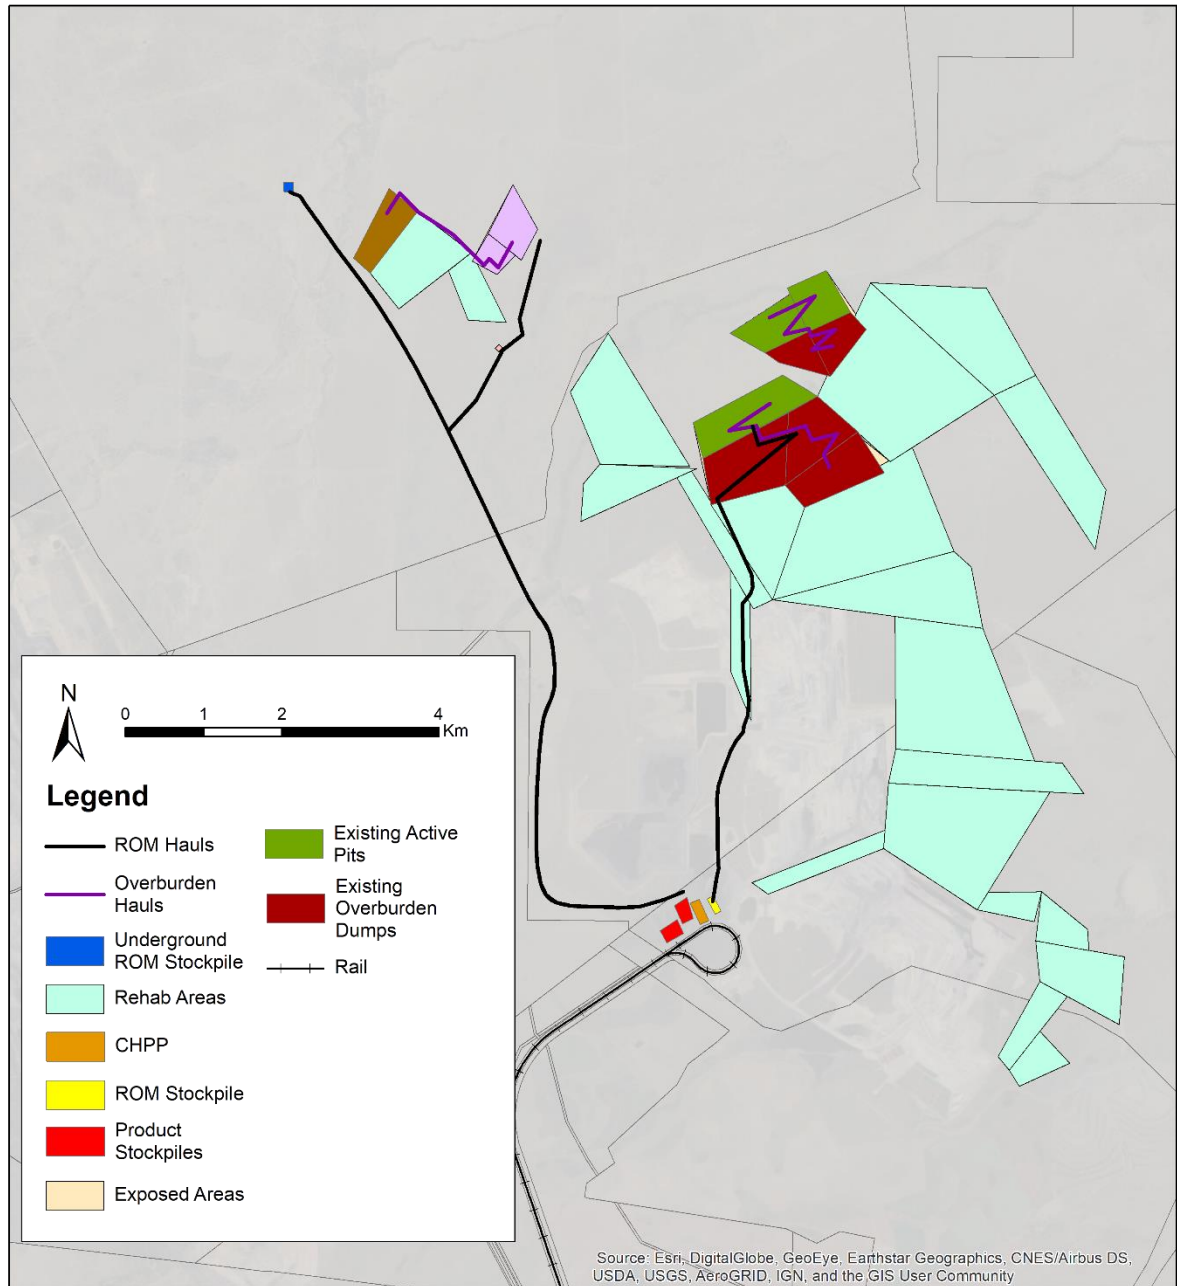 N
0 1 2 4
Km
Legend
ROM Hauls
Overburden
Hauls
Underground
ROM Stockpile
Rehab Areas
CHPP
ROM Stockpile
Product
Stockpiles
Exposed Areas
Existing Active
Pits
Existing
Overburden
Dumps
Rail
Source: Esri, DigitalGlobe, GeoEye, Earthstar Geographics, CNES/Airbus DS,
USDA, USGS, AeroGRID, IGN, and the GIS User Community